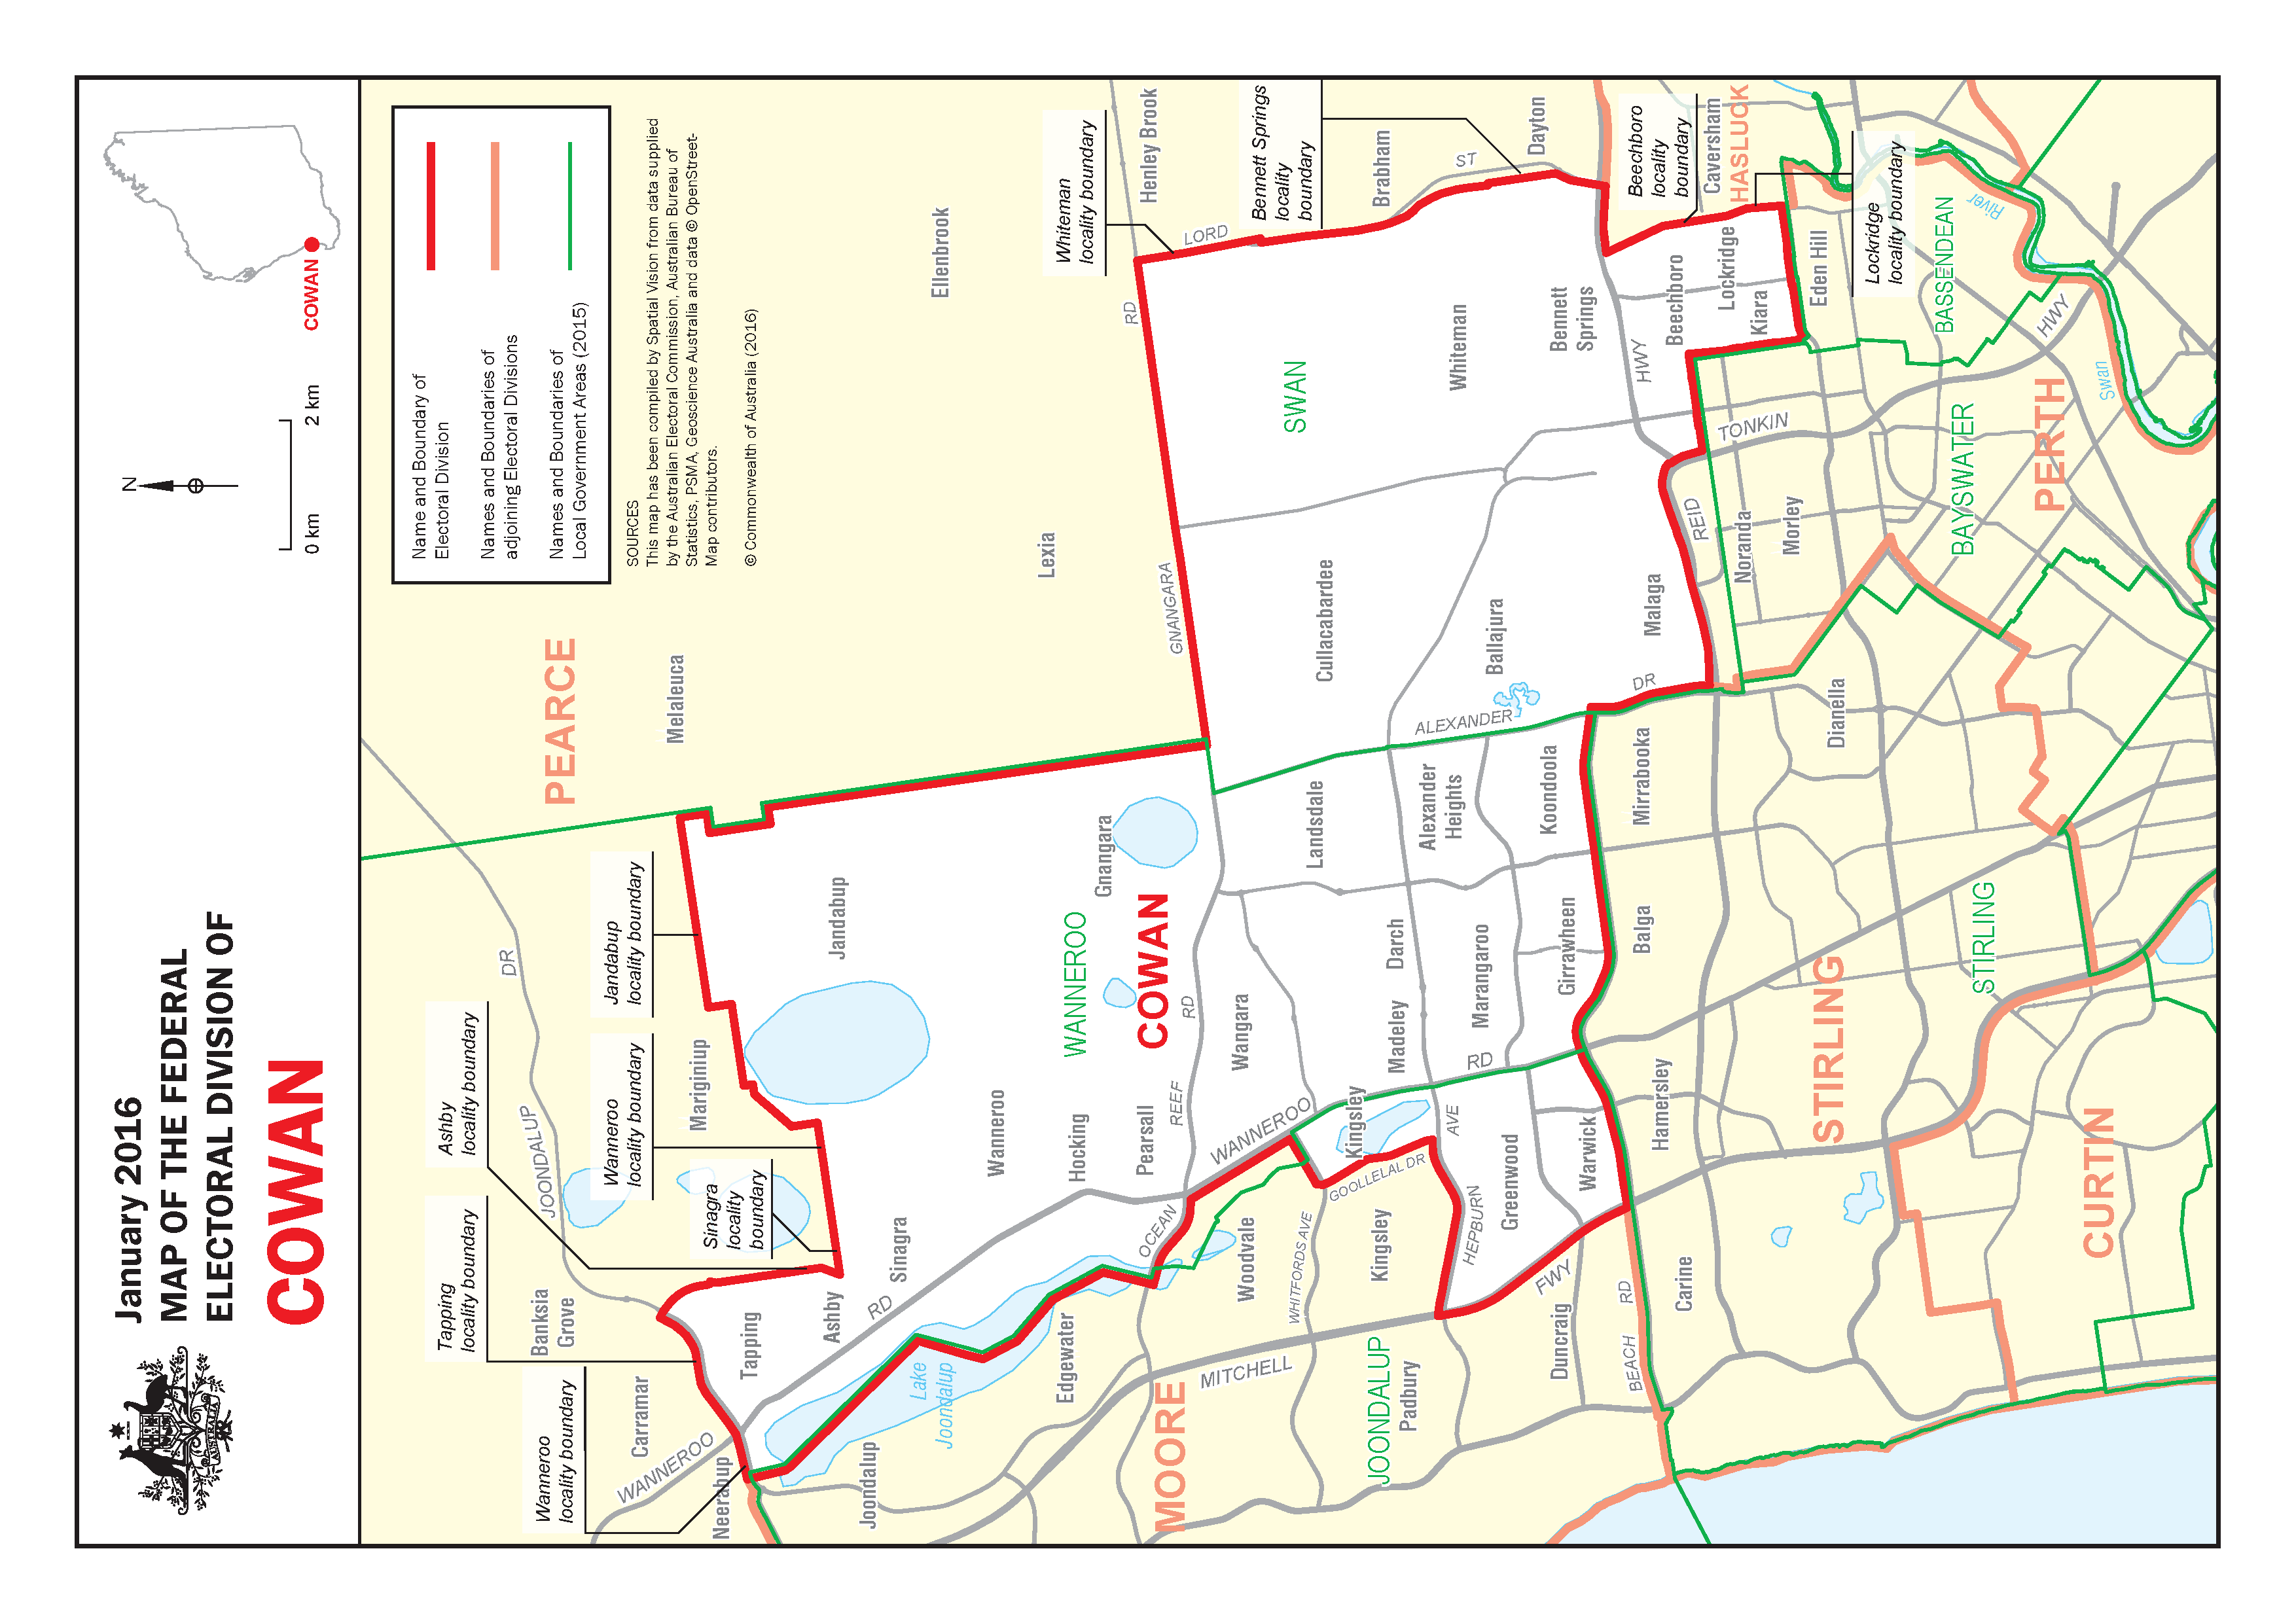 January 2016
MAP OF THE FEDERAL
ELECTORAL DIVISION OF
COWAN
AUSTRALIA
N
0 km
2 km
COWAN
Name and Boundary of
Electoral Division
Names and Boundaries of
adjoining Electoral Divisions
Names and Boundaries of
Local Government Areas (2015)
SOURCES
This map has been compiled by Spatial Vision from data supplied
by the Australian Electoral Commission, Australian Bureau of
Statistics, PSMA, Geoscience Australia and data © OpenStreet-
Map contributors.
© Commonwealth of Australia (2016)
Tapping
locality boundary
Ashby
locality boundary
Wanneroo
locality boundary
Jandabup
locality boundary
Wanneroo
locality boundary
Sinagra
locality
boundary
Whiteman
locality boundary
Bennett Springs
locality
boundary
Beechboro
locality
boundary
Lockridge
locality boundary
PEARCE
MOORE
STIRLING
CURTIN
PERTH
HASLUCK
COWAN
WANNEROO
SWAN
JOONDALUP
STIRLING
BAYSWATER
BASSENDEAN
Banksia
Grove
Carramar
Neerabup
Tapping
Ashby
Sinagra
Mariginiup
Jandabup
Melaleuca
Lexia
Ellenbrook
Henley Brook
Brabham
Dayton
Caversham
Joondalup
Lake
Joondalup
Edgewater
Wanneroo
Hocking
Pearsall
Gnangara
Woodvale
Wangara
Landsdale
Cullacabardee
Whiteman
Bennett
Springs
Kingsley
Kingsley
Madeley
Darch
Alexander
Heights
Ballajura
Padbury
Greenwood
Marangaroo
Girrawheen
Koondoola
Malaga
Beechboro
Lockridge
Kiara
Eden Hill
Duncraig
Warwick
Hamersley
Balga
Mirrabooka
Noranda
Morley
Carine
Dianella
JOONDALUP
DR
WANNEROO
RD
OCEAN
REEF
RD
WANNEROO
RD
GNANGARA
RD
LORD
ST
ALEXANDER
DR
REID
HWY
TONKIN
HWY
WHITFORDS AVE
GOOLLELAL DR
HEPBURN
AVE
MITCHELL
FWY
BEACH
RD
Swan
River